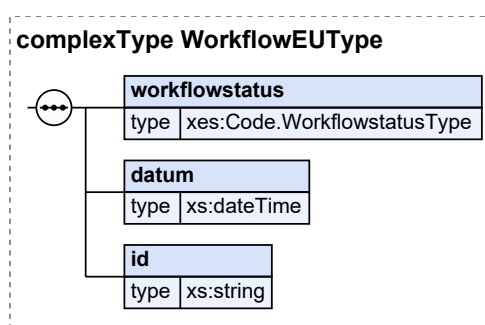 complexType WorkflowEUType
workflowstatus
type xes:Code.WorkflowstatusType
datum
type xs:dateTime
id
type xs:string